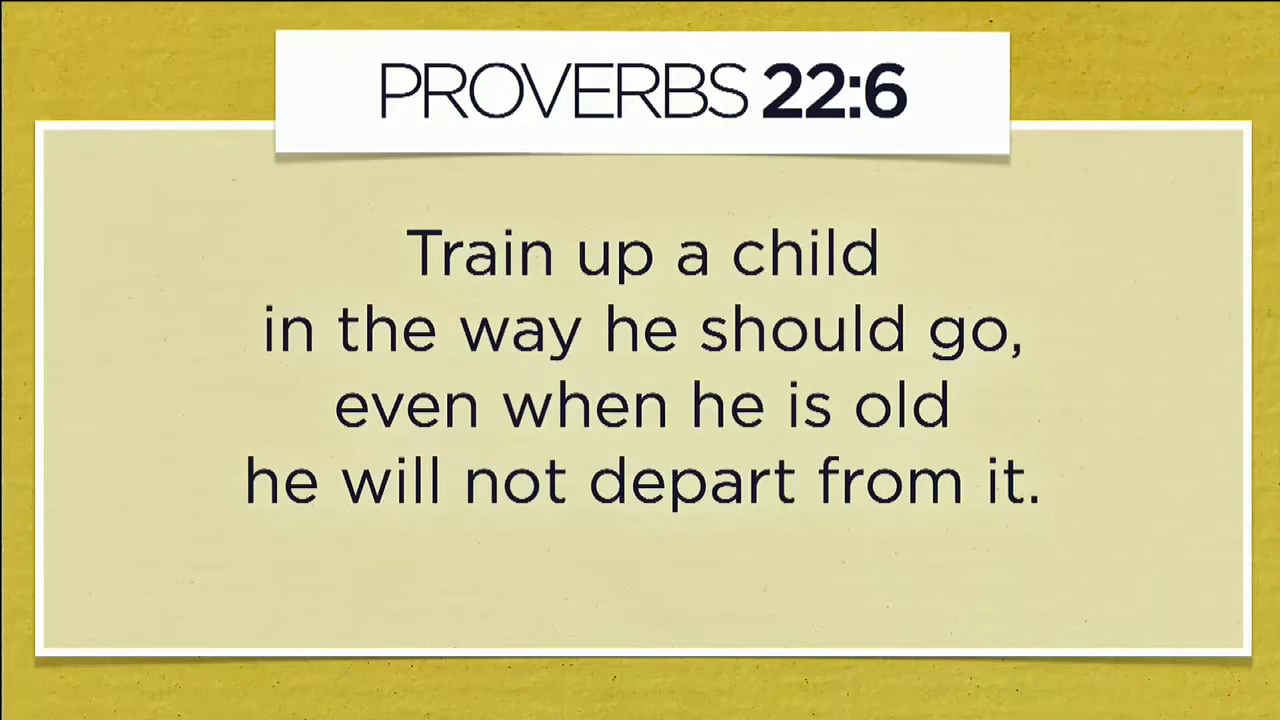 PROVERBS 22:6
Train up a child
in the way he should go,
even when he is old
he will not depart from it.